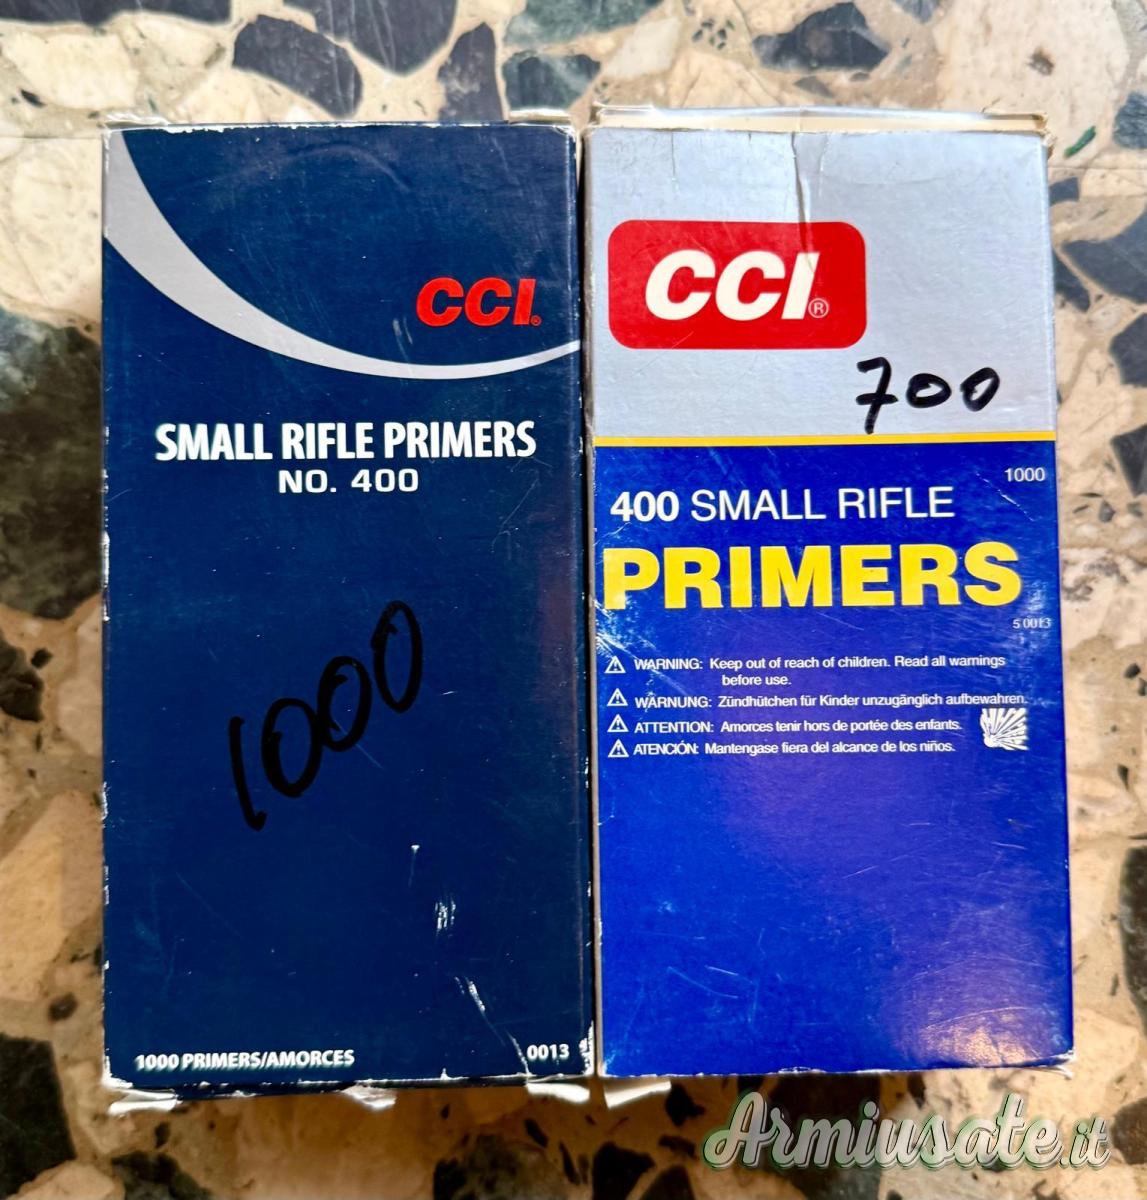 CCI®
SMALL RIFLE PRIMERS
NO. 400
1000
1000 PRIMERS/AMORCES
0013
CCI®
700
1000
400 SMALL RIFLE
PRIMERS
5 0013
WARNING: Keep out of reach of children. Read all warnings
before use.
WARNUNG: Zündhütchen für Kinder unzugänglich aufbewahren.
ATTENTION: Amorces tenir hors de portée des enfants.
ATENCIÓN: Mantengase fiera del alcance de los niños.
Armiusate.it